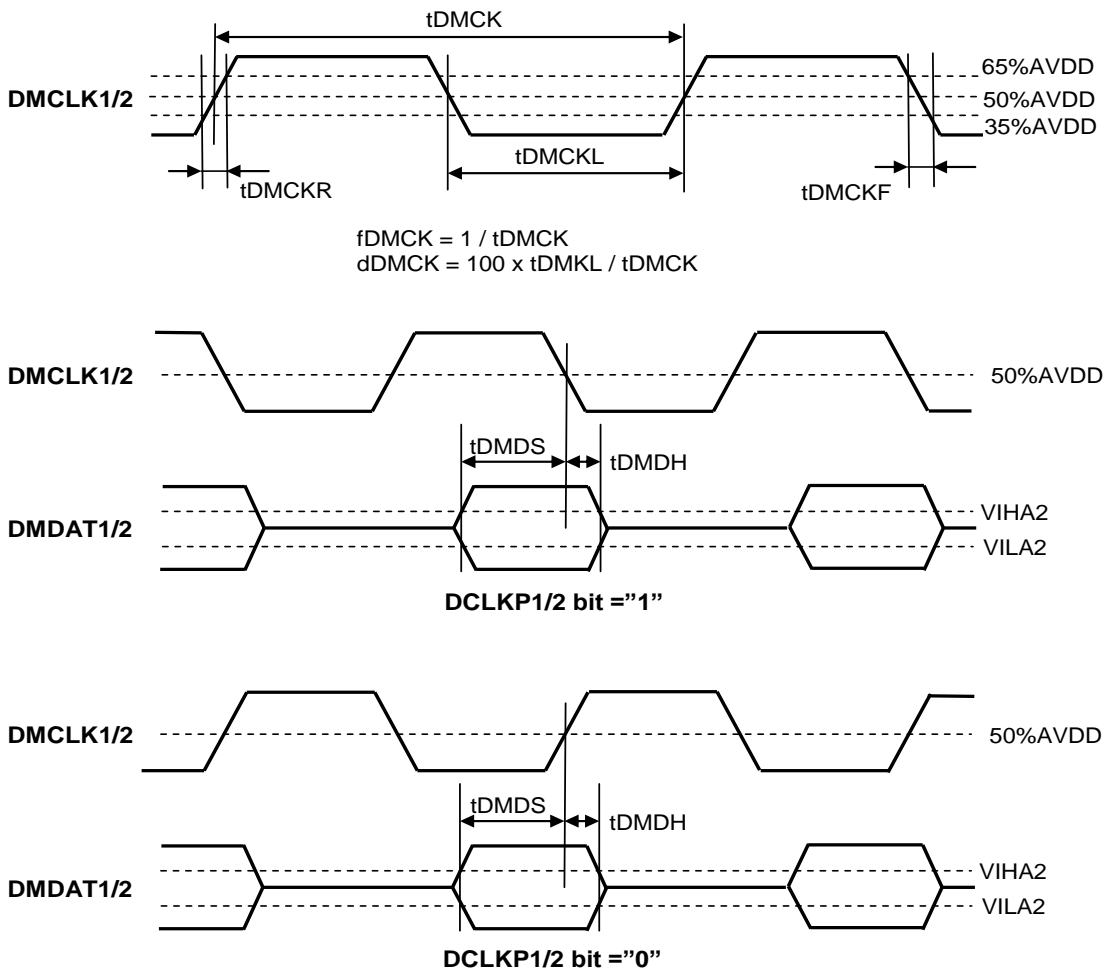 tDMCK
65%AVDD
DMCLK1/2
50%AVDD
35%AVDD
tDMCKL
tDMCKR
tDMCKF
fDMCK = 1 / tDMCK
dDMCK = 100 x tDMKL / tDMCK
DMCLK1/2
50%AVDD
tDMDS
tDMDH
VIHA2
DMDAT1/2
VILA2
DCLKP1/2 bit =”1”
DMCLK1/2
50%AVDD
tDMDS
tDMDH
VIHA2
DMDAT1/2
VILA2
DCLKP1/2 bit =”0”